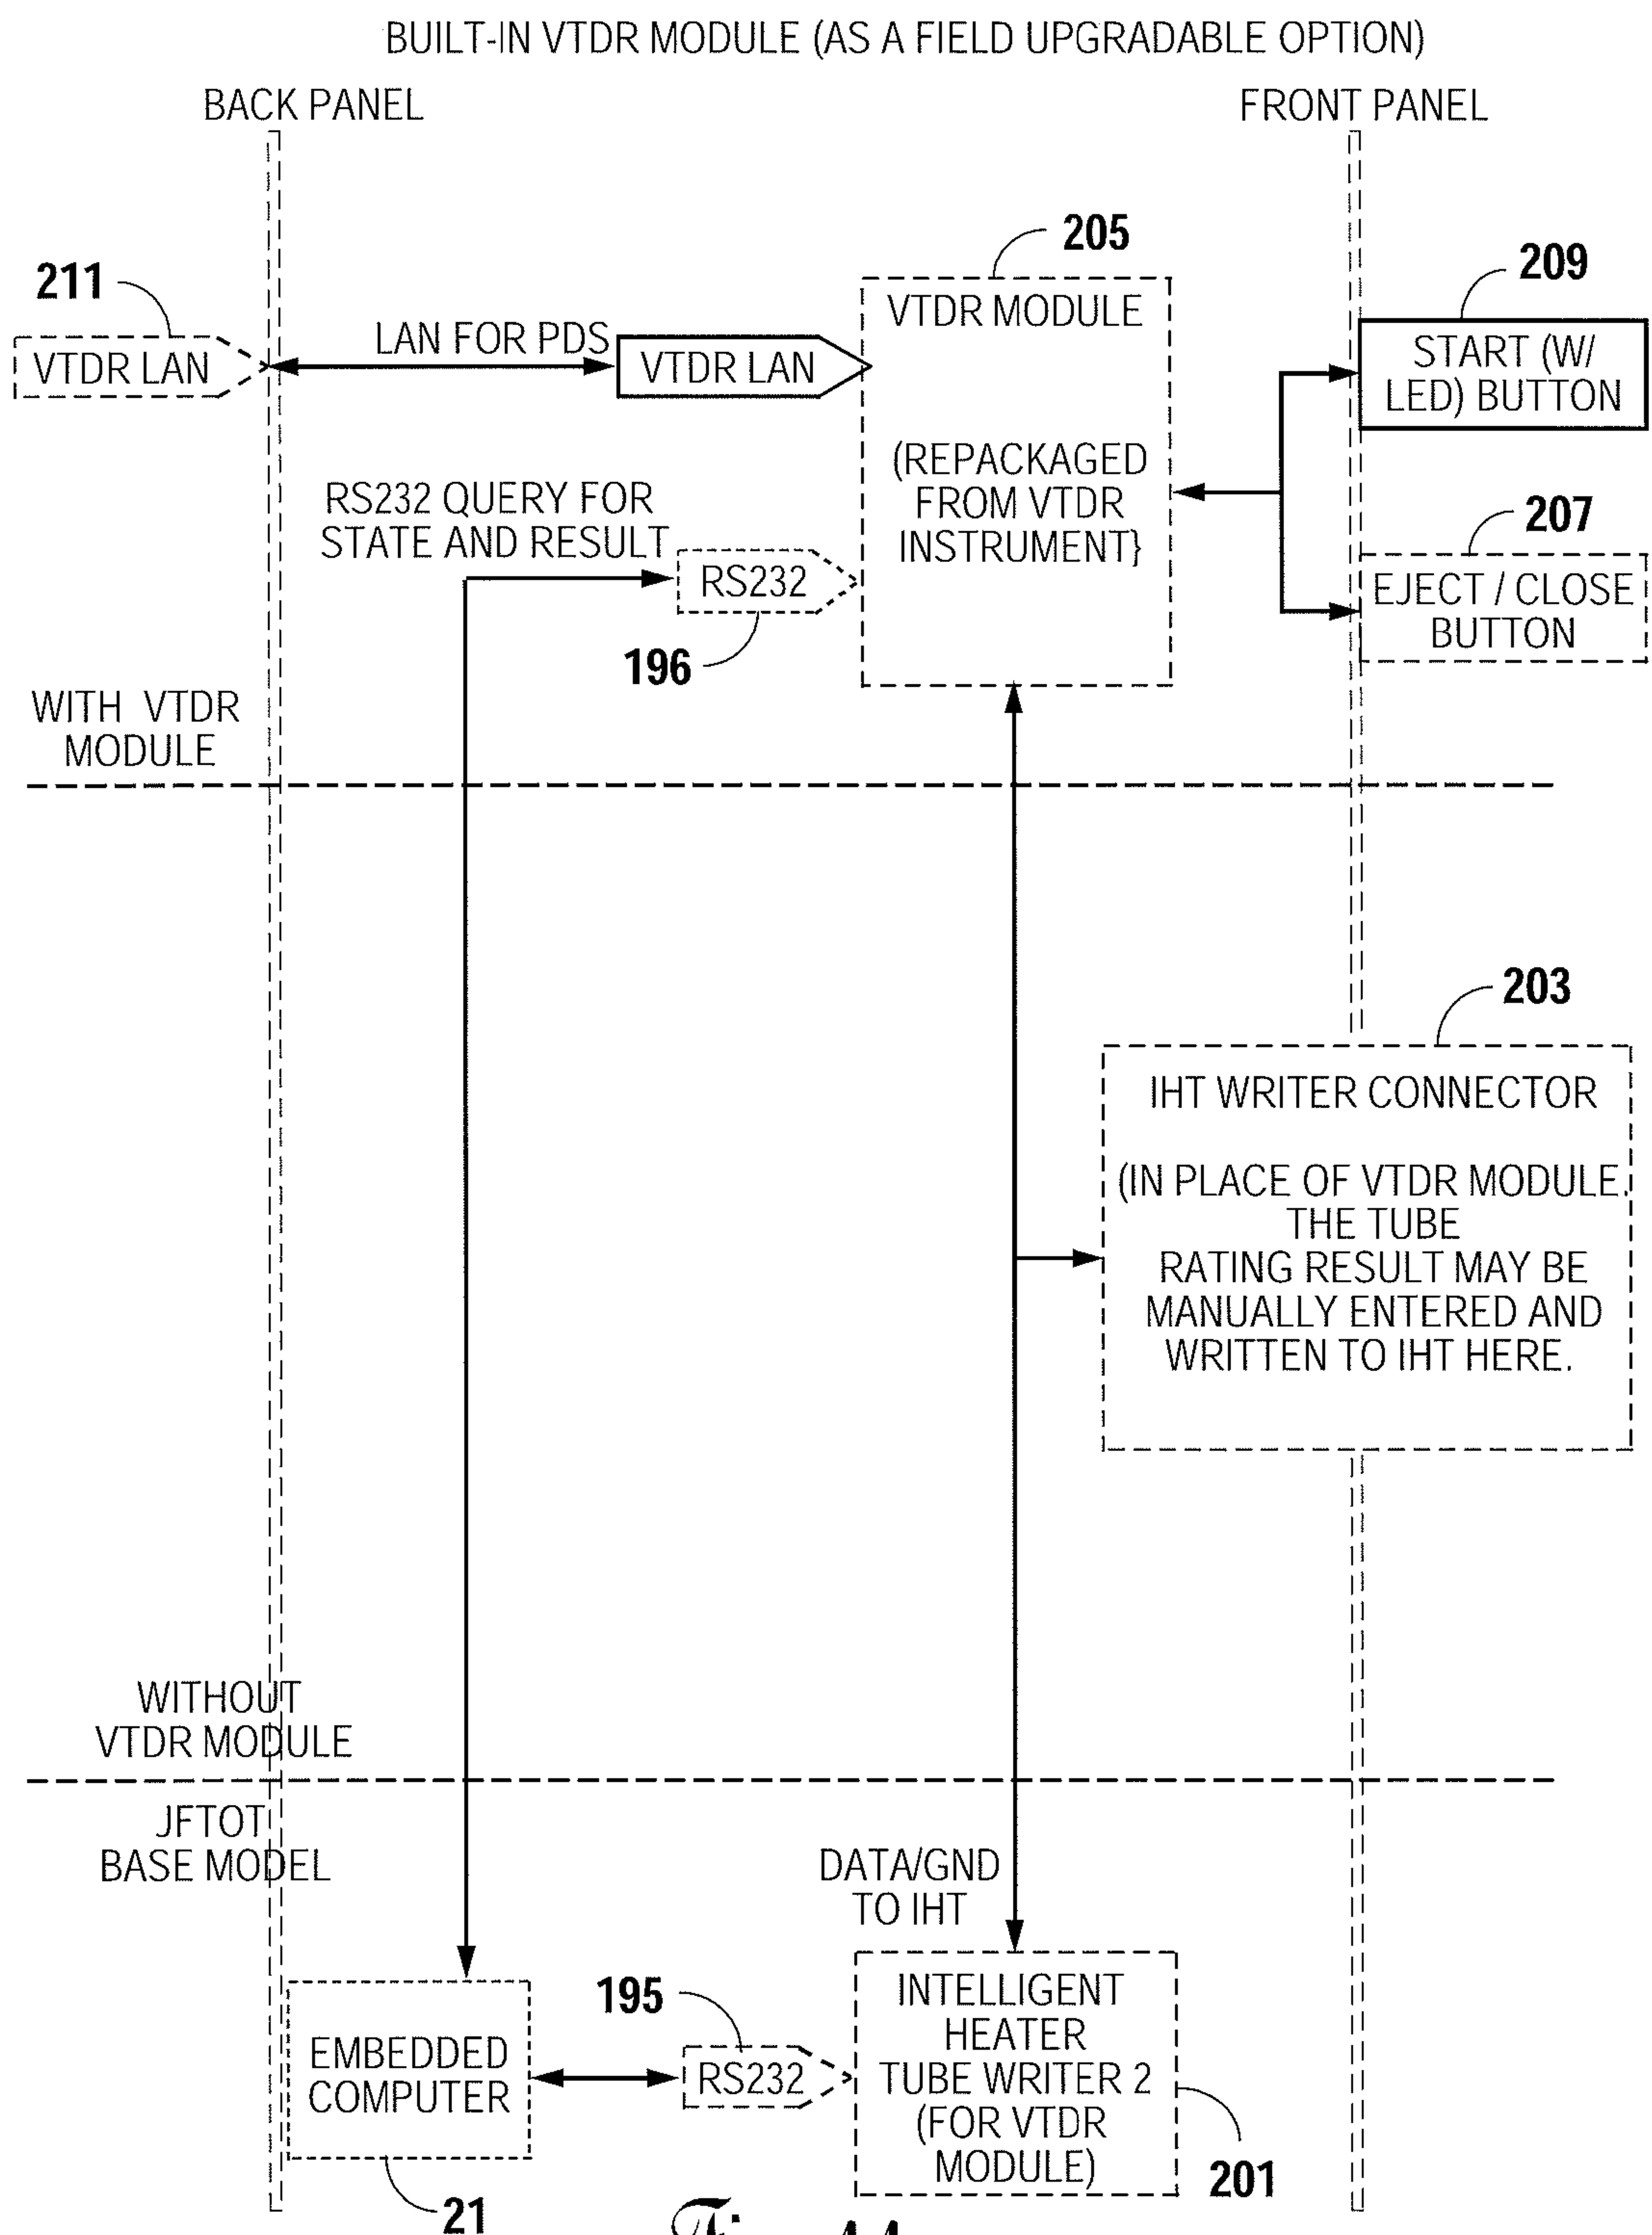 BUILT-IN VTDR MODULE (AS A FIELD UPGRADABLE OPTION)
BACK PANEL
FRONT PANEL
205
209
211
VTDR LAN
LAN FOR PDS
VTDR LAN
VTDR MODULE
(REPACKAGED
FROM VTDR
INSTRUMENT}
START (W/
LED) BUTTON
207
EJECT / CLOSE
BUTTON
RS232 QUERY FOR
STATE AND RESULT
RS232
196
WITH VTDR
MODULE
203
IHT WRITER CONNECTOR
(IN PLACE OF VTDR MODULE.
THE TUBE
RATING RESULT MAY BE
MANUALLY ENTERED AND
WRITTEN TO IHT HERE.
WITHOUT
VTDR MODULE
JFTOT
BASE MODEL
DATA/GND
TO IHT
195
EMBEDDED
COMPUTER
RS232
INTELLIGENT
HEATER
TUBE WRITER 2
(FOR VTDR
MODULE)
201
21